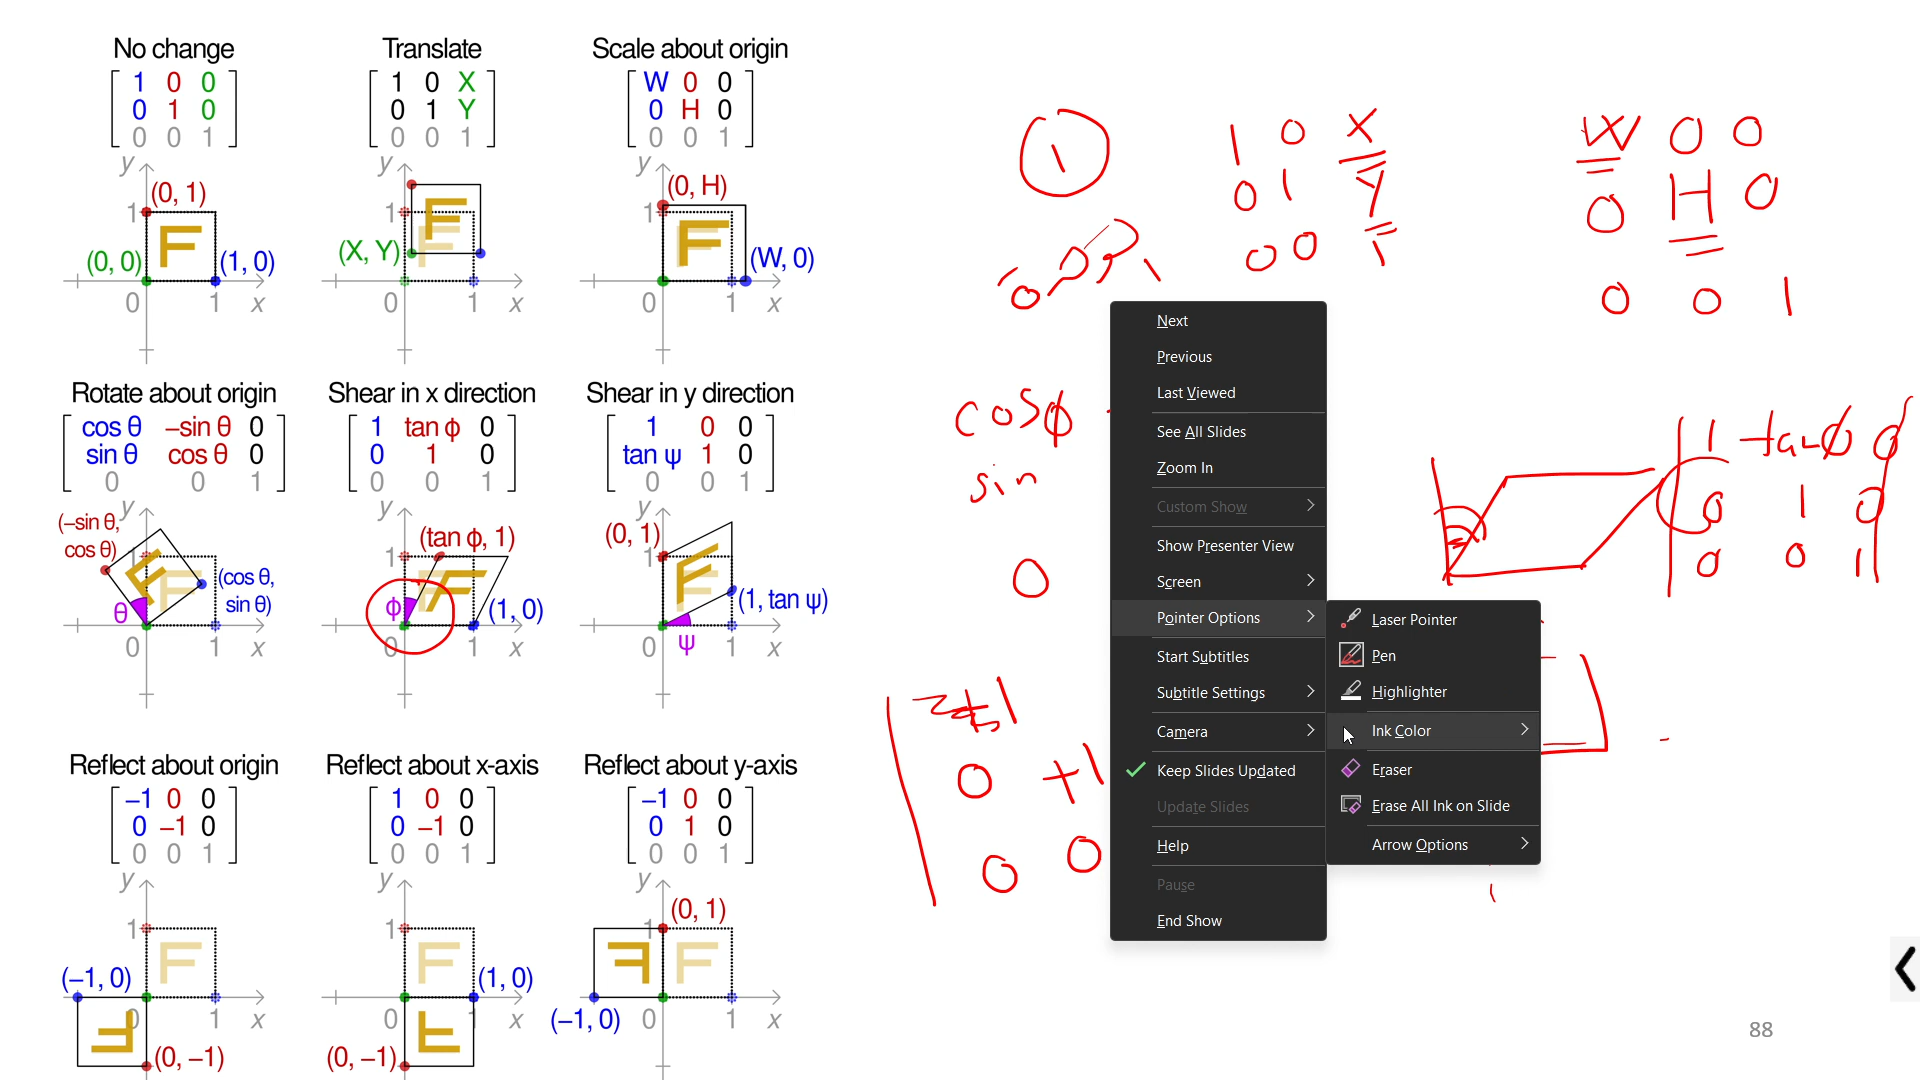 No change
1 0 0
0 1 0
0 0 1
y
(0, 1)
1
(0, 0)
(1, 0)
0 1 x
Translate
1 0 X
0 1 Y
0 0 1
y
1
(X, Y)
0 1 x
Scale about origin
W 0 0
0 H 0
0 0 1
y
(0, H)
1
(W, 0)
0 1 x
Rotate about origin
cos θ −sin θ 0
sin θ cos θ 0
0 0 1
y
(−sin θ,
cos θ)
1
(cos θ,
sin θ)
θ
0 1 x
Shear in x direction
1 tan ϕ 0
0 1 0
0 0 1
y
(tan ϕ, 1)
1
ϕ
(1, 0)
0 1 x
Shear in y direction
1 0 0
tan ψ 1 0
0 0 1
y
(0, 1)
1
(1, tan ψ)
ψ
0 1 x
Reflect about origin
−1 0 0
0 −1 0
0 0 1
y
1
(−1, 0)
0 1 x
(0, −1)
Reflect about x-axis
1 0 0
0 −1 0
0 0 1
y
1
(1, 0)
0 1 x
(0, −1)
Reflect about y-axis
−1 0 0
0 1 0
0 0 1
y
(0, 1)
1
(−1, 0)
0 1 x
1
1 0 X
0 1 Y
0 0 1
W 0 0
0 H 0
0 0 1
cosϕ
sin
0
1 tanϕ 0
0 1 0
0 0 1
0 +1
0 0
Next
Previous
Last Viewed
See All Slides
Zoom In
Custom Show
Show Presenter View
Screen
Pointer Options
Start Subtitles
Subtitle Settings
Camera
Keep Slides Updated
Update Slides
Help
Pause
End Show
Laser Pointer
Pen
Highlighter
Ink Color
Eraser
Erase All Ink on Slide
Arrow Options
88